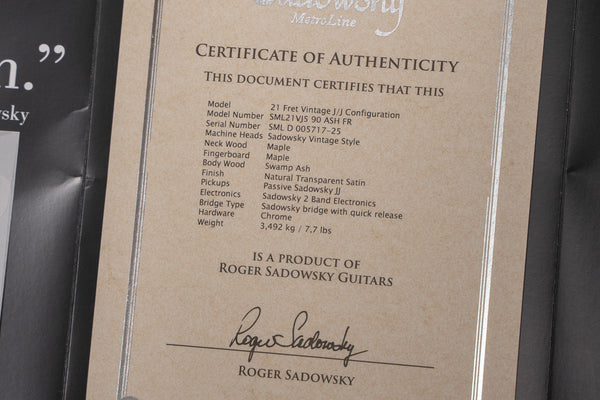 Sadowsky
MetroLine
CERTIFICATE OF AUTHENTICITY
THIS DOCUMENT CERTIFIES THAT THIS
n.”
wsky
Model 21 Fret Vintage J/J Configuration
Model Number SML21VJ5 90 ASH FR
Serial Number SML D 005717-25
Machine Heads Sadowsky Vintage Style
Neck Wood Maple
Fingerboard Maple
Body Wood Swamp Ash
Finish Natural Transparent Satin
Pickups Passive Sadowsky JJ
Electronics Sadowsky 2 Band Electronics
Bridge Type Sadowsky bridge with quick release
Hardware Chrome
Weight 3,492 kg / 7,7 lbs
IS A PRODUCT OF
ROGER SADOWSKY GUITARS
Roger Sadowsky
ROGER SADOWSKY